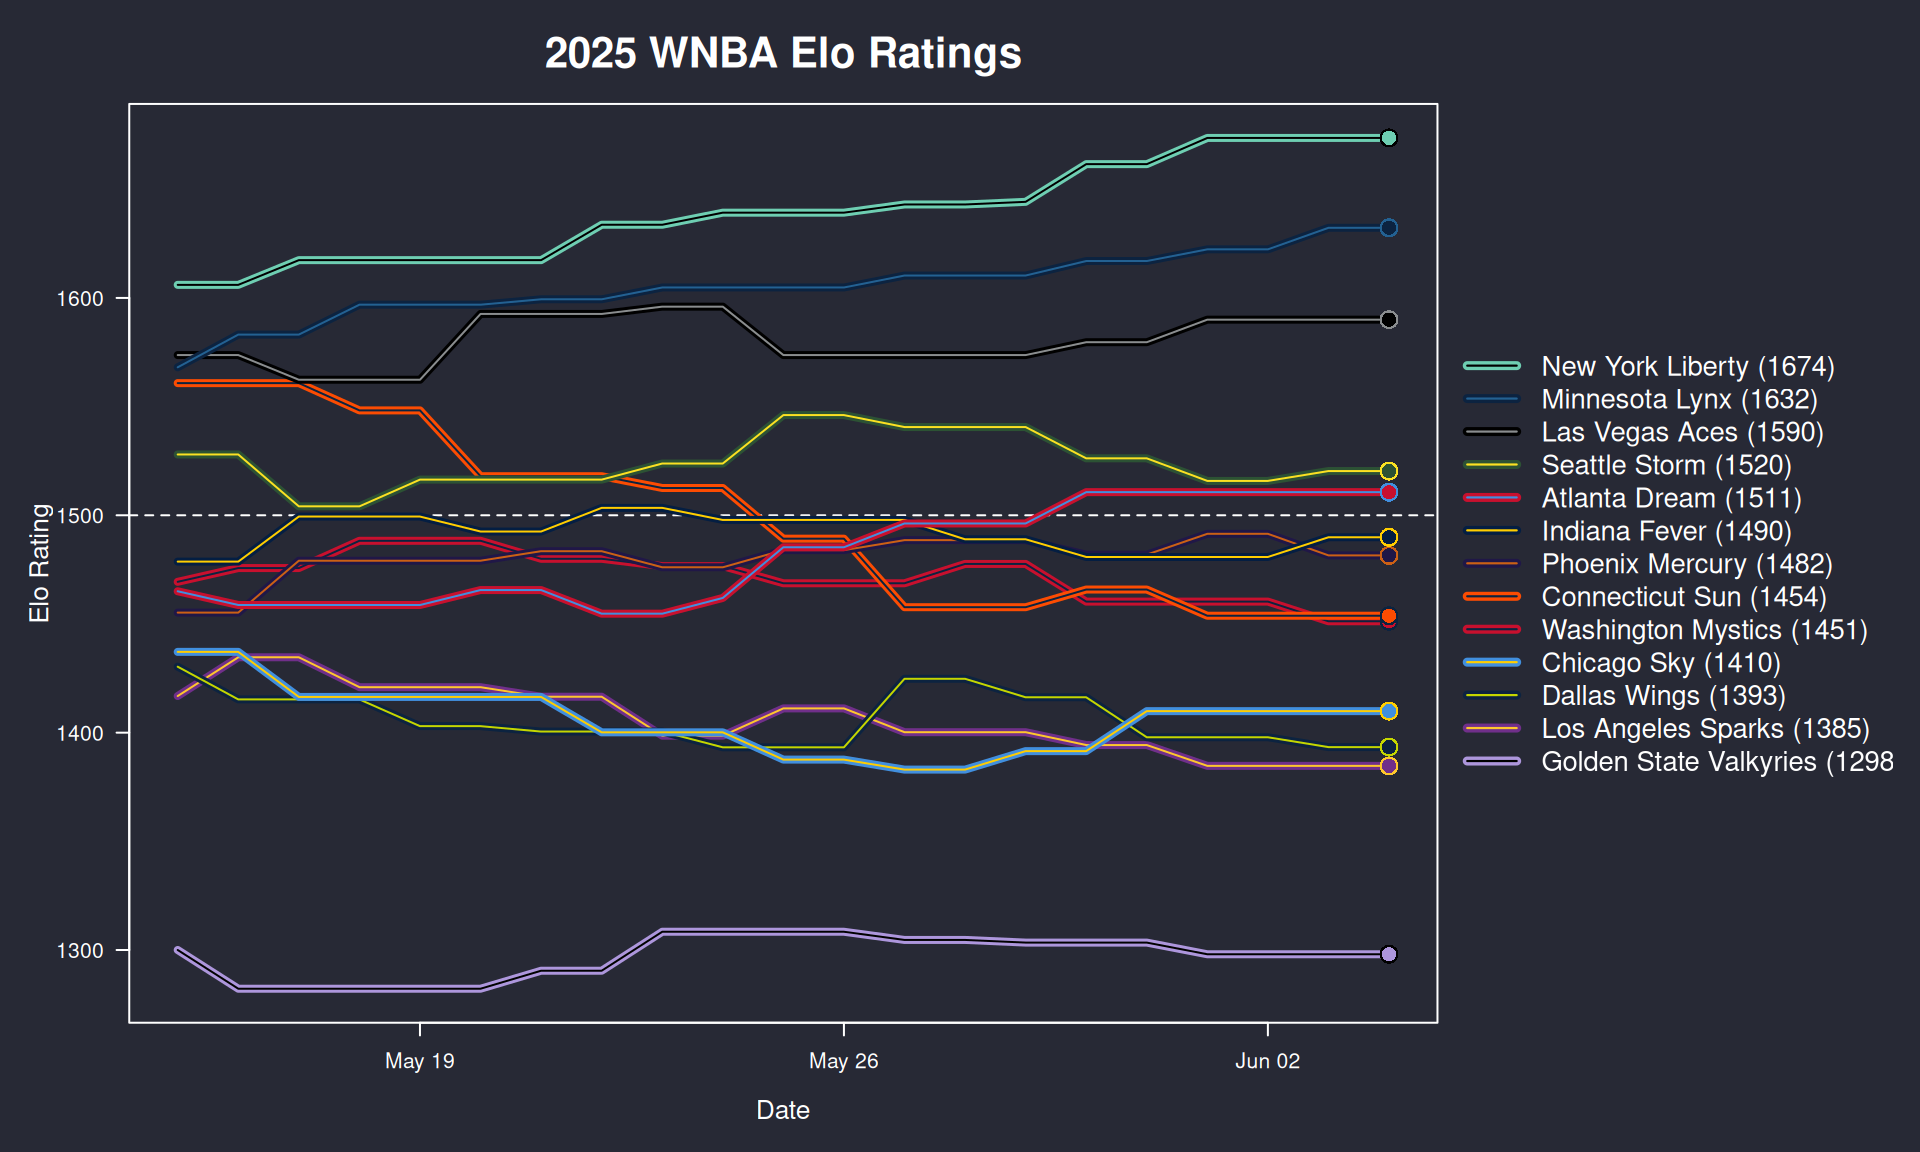 2025 WNBA Elo Ratings
Elo Rating
1600
1500
1400
1300
May 19
May 26
Jun 02
Date
New York Liberty (1674)
Minnesota Lynx (1632)
Las Vegas Aces (1590)
Seattle Storm (1520)
Atlanta Dream (1511)
Indiana Fever (1490)
Phoenix Mercury (1482)
Connecticut Sun (1454)
Washington Mystics (1451)
Chicago Sky (1410)
Dallas Wings (1393)
Los Angeles Sparks (1385)
Golden State Valkyries (1298